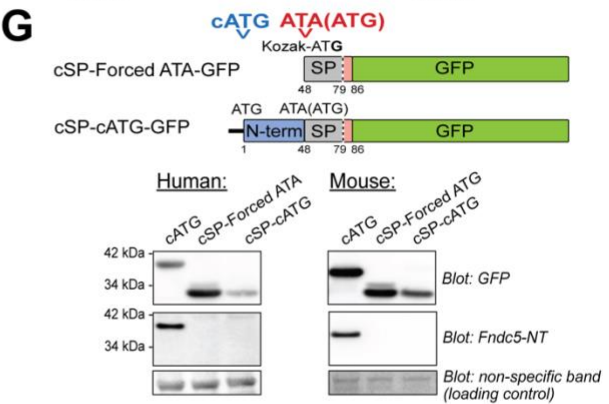 G
cATG ATA(ATG)
Kozak-ATG
cSP-Forced ATA-GFP SP GFP
48 79 86
ATG ATA(ATG)
cSP-cATG-GFP N-term SP GFP
1 48 79 86
Human: Mouse:
cATG cSP-Forced ATA cSP-cATG cATG cSP-Forced ATG cSP-cATG
42 kDa
34 kDa Blot: GFP
42 kDa
34 kDa Blot: Fndc5-NT
Blot: non-specific band
(loading control)